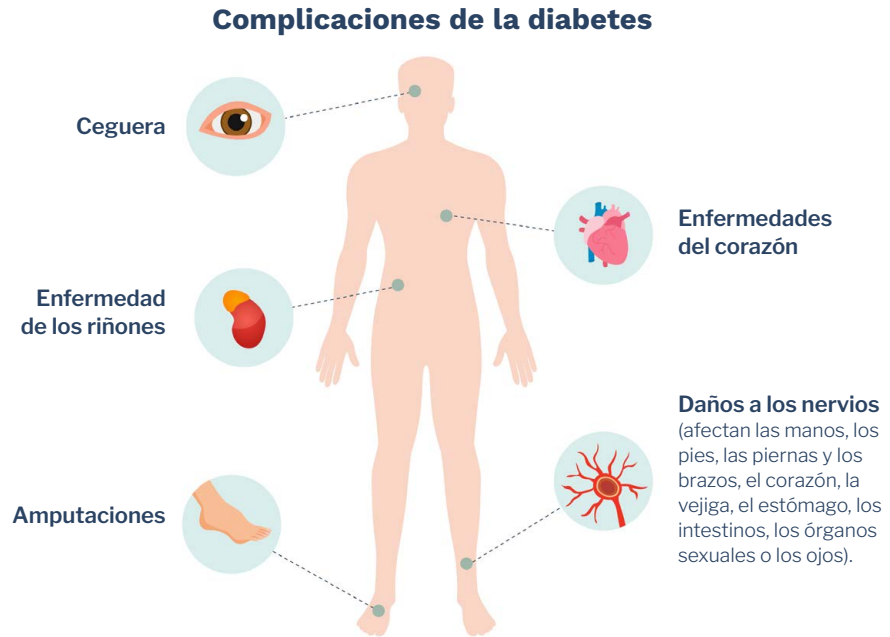 Complicaciones de la diabetes
Ceguera
Enfermedades
del corazón
Enfermedad
de los riñones
Daños a los nervios
(afectan las manos, los
pies, las piernas y los
brazos, el corazón, la
vejiga, el estómago, los
intestinos, los órganos
sexuales o los ojos).
Amputaciones